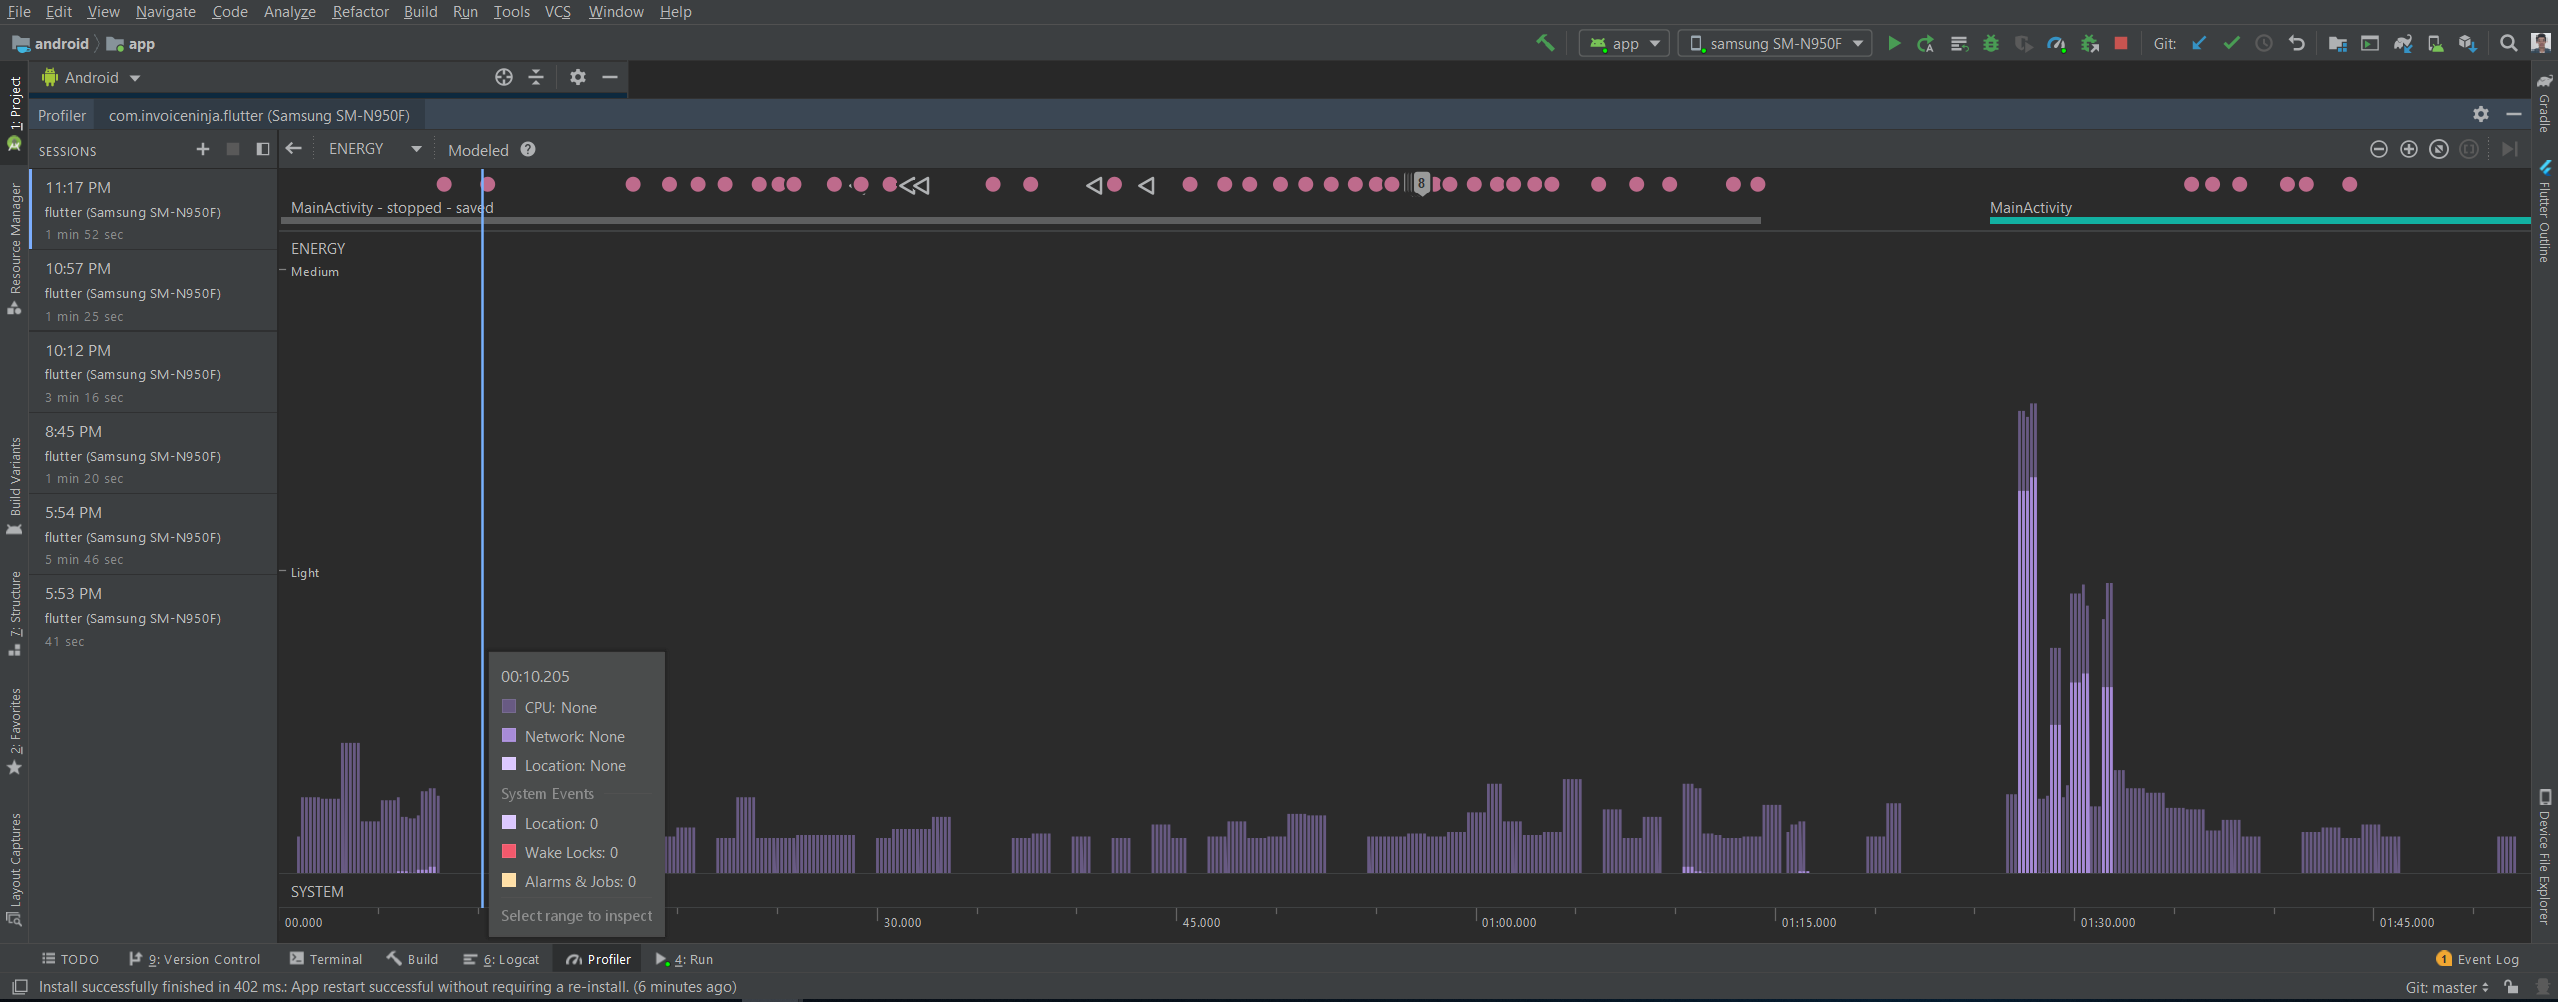 File Edit View Navigate Code Analyze Refactor Build Run Tools VCS Window Help
android app
app
samsung SM-N950F
Git:
Android
Profiler com.invoiceninja.flutter (Samsung SM-N950F)
SESSIONS
ENERGY
Modeled ?
11:17 PM
flutter (Samsung SM-N950F)
1 min 52 sec
10:57 PM
flutter (Samsung SM-N950F)
1 min 25 sec
10:12 PM
flutter (Samsung SM-N950F)
3 min 16 sec
8:45 PM
flutter (Samsung SM-N950F)
1 min 20 sec
5:54 PM
flutter (Samsung SM-N950F)
5 min 46 sec
5:53 PM
flutter (Samsung SM-N950F)
41 sec
8
MainActivity - stopped - saved
MainActivity
ENERGY
Medium
Light
00:10.205
CPU: None
Network: None
Location: None
System Events
Location: 0
Wake Locks: 0
Alarms & Jobs: 0
Select range to inspect
SYSTEM
00.000 30.000 45.000 01:00.000 01:15.000 01:30.000 01:45.000
1: Project
Resource Manager
Build Variants
7: Structure
2: Favorites
Layout Captures
Gradle
Flutter Outline
Device File Explorer
TODO 9: Version Control Terminal Build 6: Logcat Profiler 4: Run
1 Event Log
Install successfully finished in 402 ms.: App restart successful without requiring a re-install. (6 minutes ago)
Git: master